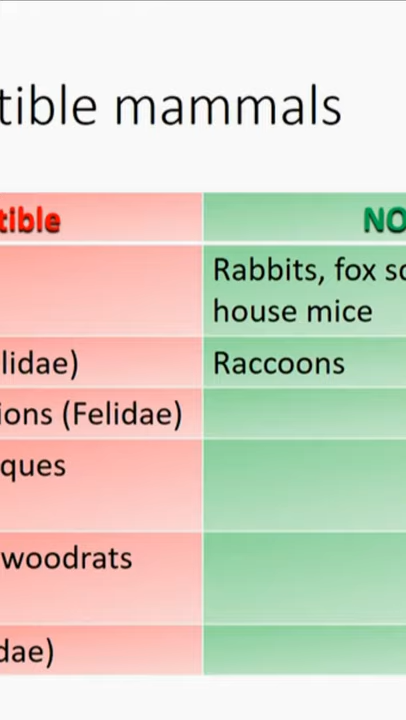 tible mammals
tible
NO
Rabbits, fox sq
house mice
lidae)
Raccoons
ions (Felidae)
ques
woodrats
dae)